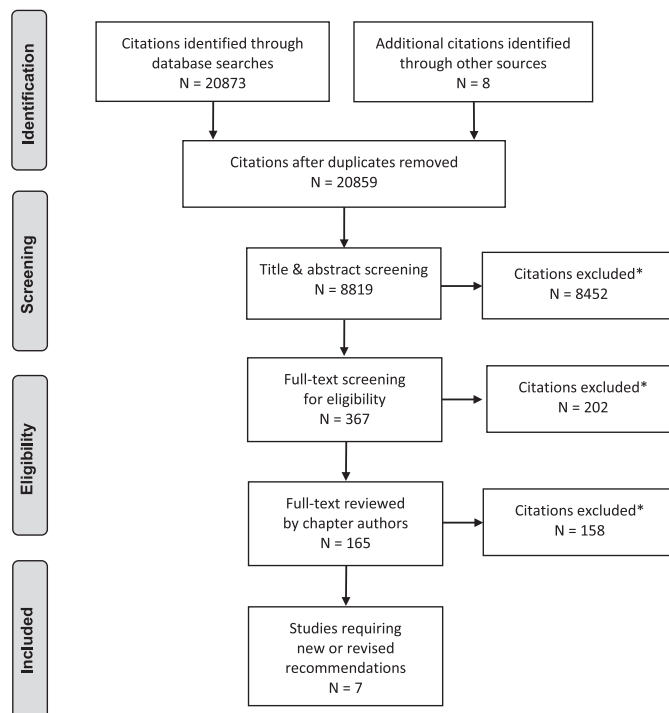 Identification
Citations identified through
database searches
N = 20873
Additional citations identified
through other sources
N = 8
Citations after duplicates removed
N = 20859
Screening
Title & abstract screening
N = 8819
Citations excluded*
N = 8452
Eligibility
Full-text screening
for eligibility
N = 367
Citations excluded*
N = 202
Full-text reviewed
by chapter authors
N = 165
Citations excluded*
N = 158
Included
Studies requiring
new or revised
recommendations
N = 7